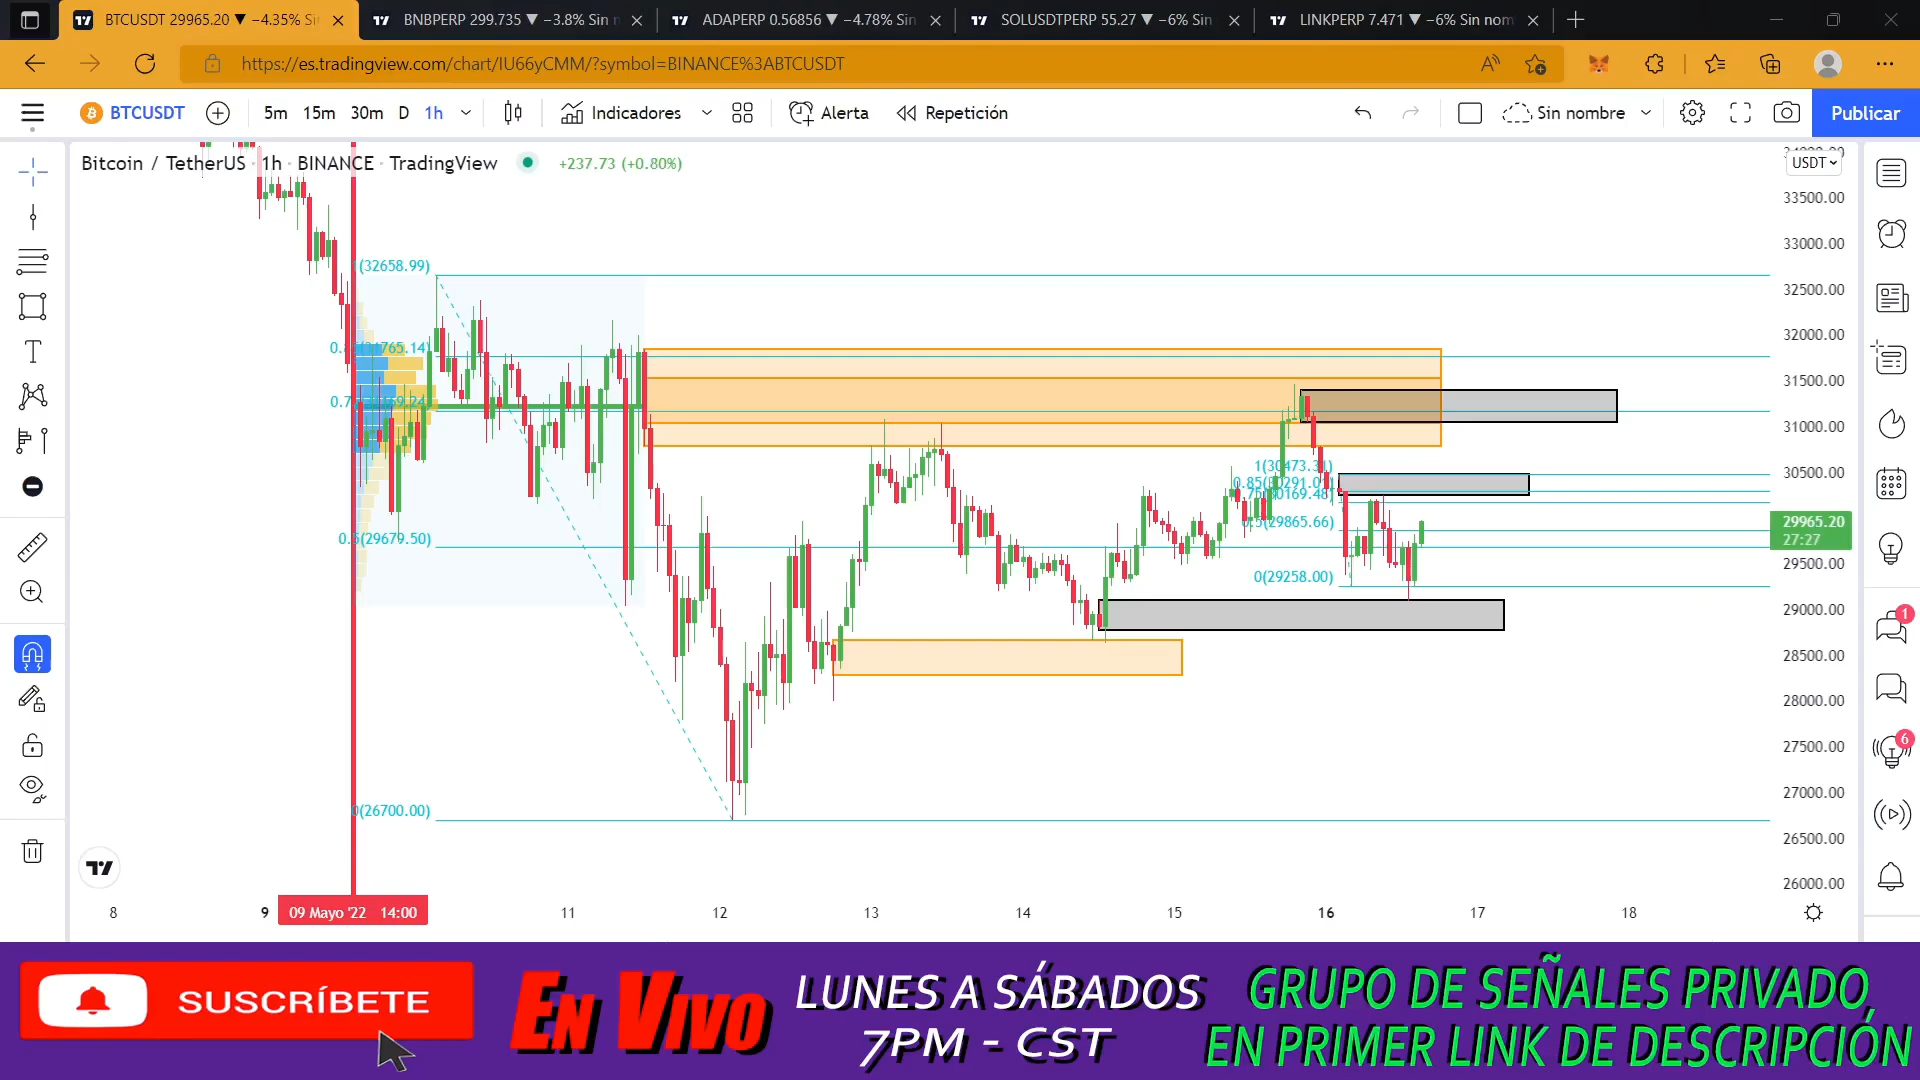 BTCUSDT 29965.20 ▼ −4.35% Si
BNBPERP 299.735 ▼ −3.8% Sin n
ADAPERP 0.56856 ▼ −4.78% Sin
SOLUSDTPERP 55.27 ▼ −6% Sin
LINKPERP 7.471 ▼ −6% Sin nom
https://es.tradingview.com/chart/IU66yCMM/?symbol=BINANCE%3ABTCUSDT
BTCUSDT 5m 15m 30m D 1h Indicadores Alerta Repetición Sin nombre Publicar
Bitcoin / TetherUS · 1h · BINANCE · TradingView +237.73 (+0.80%)
USDT
33500.00
33000.00
1(32658.99)
32500.00
32000.00
31500.00
31000.00
1(30473.31)
30500.00
0.5(29865.66)
29965.20
27:27
0.5(29679.50)
29500.00
0(29258.00)
29000.00
28500.00
28000.00
27500.00
27000.00
0(26700.00)
26500.00
26000.00
1
6
8 9 09 Mayo '22 14:00 11 12 13 14 15 16 17 18
SUSCRÍBETE
EN VIVO
LUNES A SÁBADOS
7PM - CST
GRUPO DE SEÑALES PRIVADO,
EN PRIMER LINK DE DESCRIPCIÓN